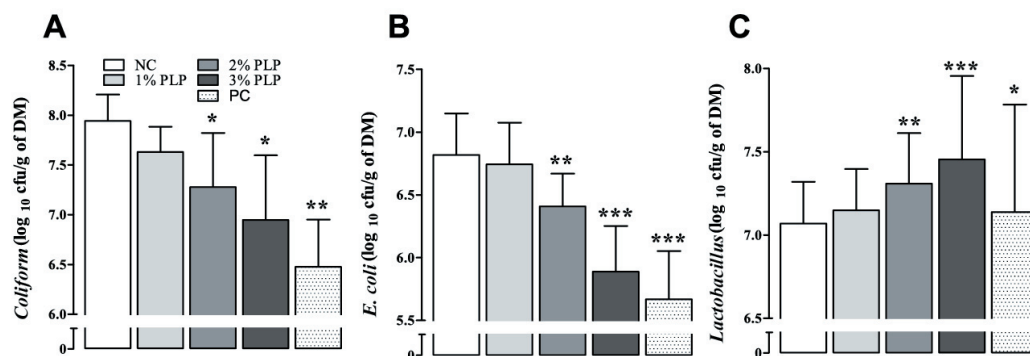 A
Coliform (log 10 cfu/g of DM)
8.5
8.0
7.5
7.0
6.5
6.0
0
NC
1% PLP
2% PLP
3% PLP
PC
*
*
**
B
E. coli (log 10 cfu/g of DM)
7.5
7.0
6.5
6.0
5.5
0
**
***
***
C
Lactobacillus (log 10 cfu/g of DM)
8.0
7.5
7.0
6.5
0
**
***
*